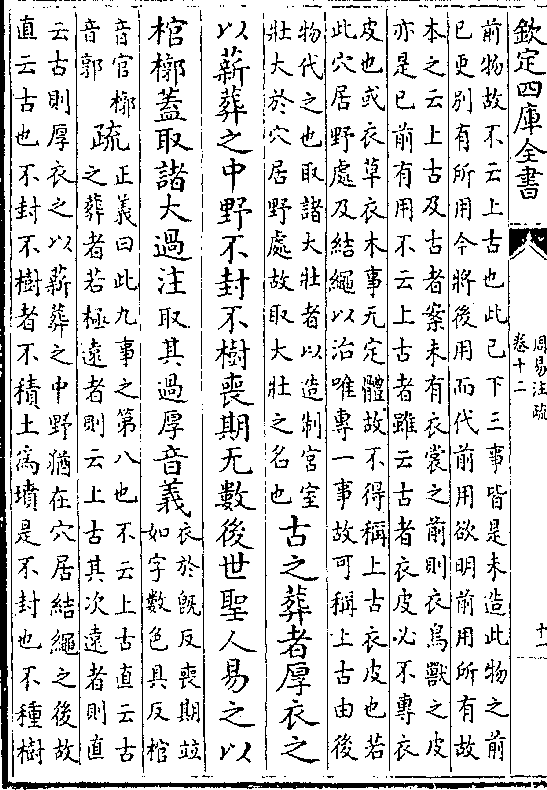 欽定四庫全書
周易注疏
卷十二
十一
前物故不云上古也此已下三事皆是未造此物之前
已更別有所用今將後用而代前用欲明前用所有故
本之云上古及古者案未有衣裳之前則衣鳥獸之皮
亦是已前有用不云上古者雖云古者衣皮必不專衣
皮也或衣草衣木事无定體故不得稱上古衣皮也若
此穴居野處及結繩以治唯專一事故可稱上古由後
物代之也取諸大壯者以造制宮室
壯大於穴居野處故取大壯之名也
古之葬者厚衣之
以薪葬之中野不封不樹喪期无數後世聖人易之以
棺槨蓋取諸大過注取其過厚音義
衣於旣反喪期竝
如字數色具反棺
音官槨
音郭
疏
正義曰此九事之第八也不云上古直云古
之葬者若極遠者則云上古其次遠者則直
云古則厚衣之以薪葬之中野猶在穴居結繩之後故
直云古也不封不樹者不積土為墳是不封也不種樹